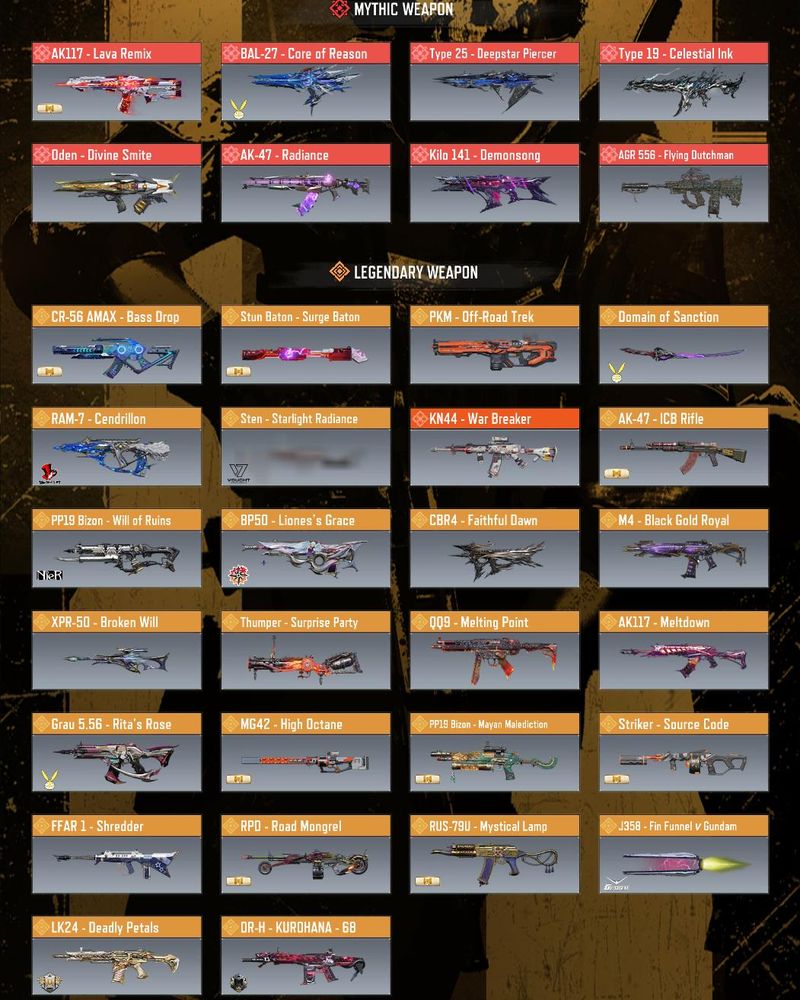 MYTHIC WEAPON
AK117 - Lava Remix
BAL-27 - Core of Reason
Type 25 - Deepstar Piercer
Type 19 - Celestial Ink
Oden - Divine Smite
AK-47 - Radiance
Kilo 141 - Demonsong
AGR 556 - Flying Dutchman
LEGENDARY WEAPON
CR-56 AMAX - Bass Drop
Stun Baton - Surge Baton
PKM - Off-Road Trek
Domain of Sanction
RAM-7 - Cendrillon
Sten - Starlight Radiance
VOUGHT
KN44 - War Breaker
AK-47 - ICB Rifle
PP19 Bizon - Will of Ruins
NieR
BP50 - Liones's Grace
CBR4 - Faithful Dawn
M4 - Black Gold Royal
XPR-50 - Broken Will
Thumper - Surprise Party
QQ9 - Melting Point
AK117 - Meltdown
Grau 5.56 - Rita's Rose
MG42 - High Octane
PP19 Bizon - Mayan Malediction
Striker - Source Code
FFAR 1 - Shredder
RPD - Road Mongrel
RUS-79U - Mystical Lamp
J358 - Fin Funnel ν Gundam
LK24 - Deadly Petals
DR-H - KUROHANA - 68